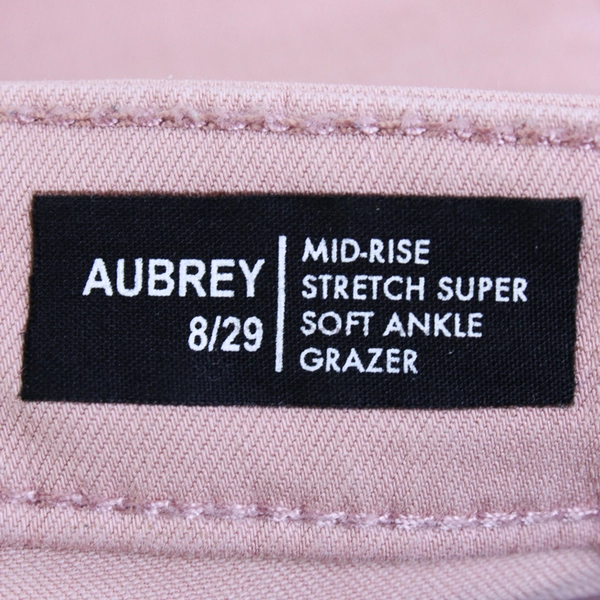 AUBREY
8/29
MID-RISE
STRETCH SUPER
SOFT ANKLE
GRAZER